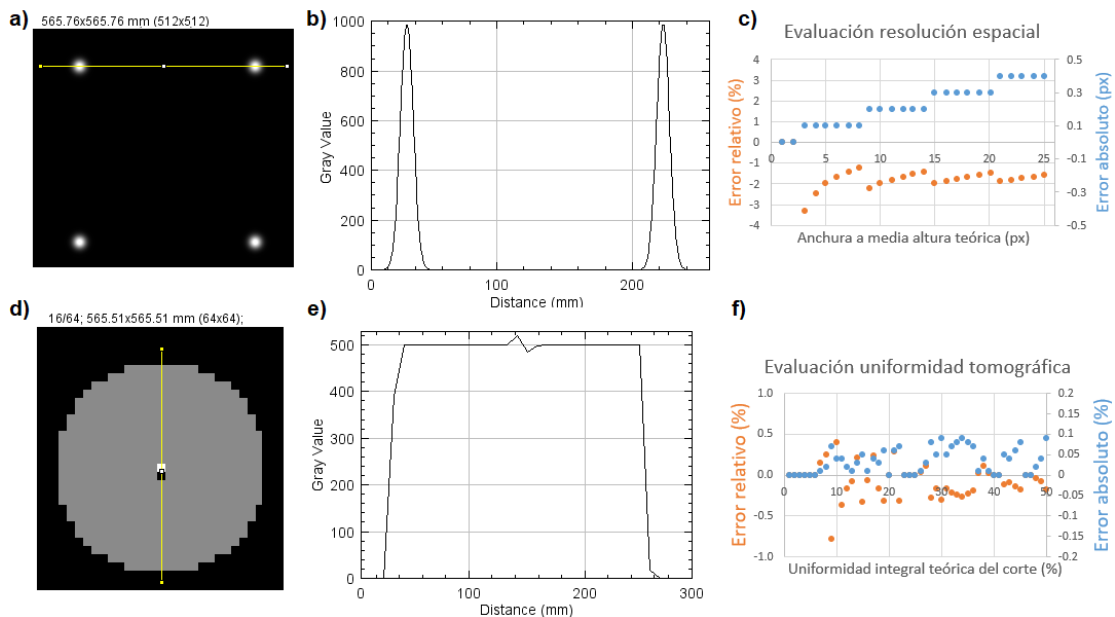 a)
565.76x565.76 mm (512x512)
b)
1000
800
600
400
200
0
Gray Value
0
100
200
Distance (mm)
c)
Evaluación resolución espacial
4
3
2
1
0
-1
-2
-3
-4
Error relativo (%)
0.5
0.3
0.1
-0.1
-0.3
-0.5
Error absoluto (px)
0 5 10 15 20 25
Anchura a media altura teórica (px)
d)
16/64; 565.51x565.51 mm (64x64);
e)
500
400
300
200
100
0
Gray Value
0
100
200
300
Distance (mm)
f)
Evaluación uniformidad tomográfica
1.0
0.5
0.0
-0.5
-1.0
Error relativo (%)
0.2
0.15
0.1
0.05
0
-0.05
-0.1
-0.15
-0.2
Error absoluto (%)
0 10 20 30 40 50
Uniformidad integral teórica del corte (%)